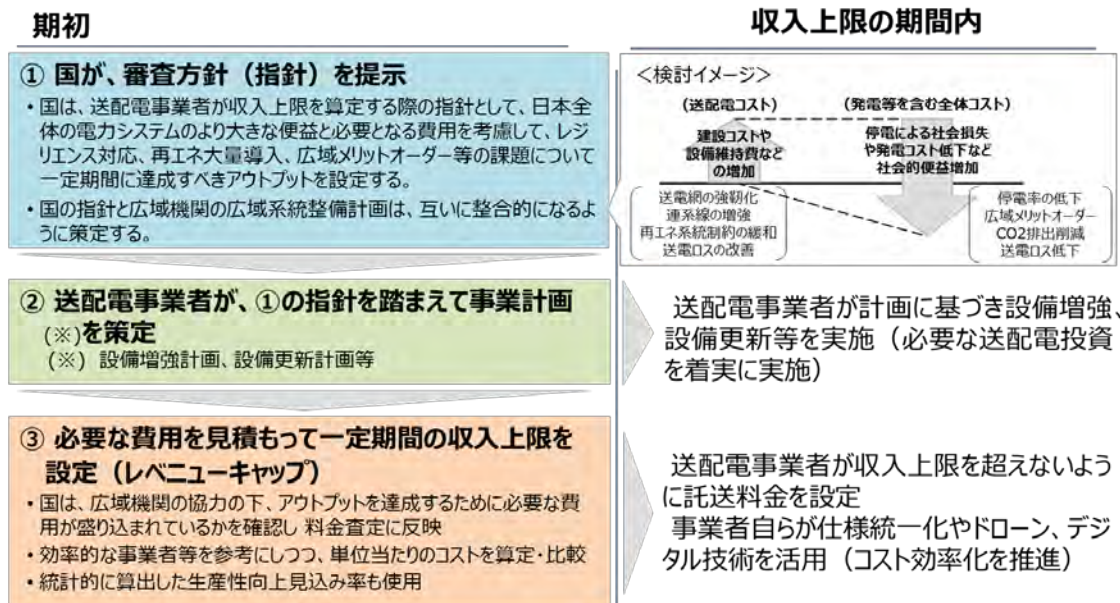 期初
① 国が、審査方針（指針）を提示
・国は、送配電事業者が収入上限を算定する際の指針として、日本全
体の電力システムのより大きな便益と必要となる費用を考慮して、レジ
リエンス対応、再エネ大量導入、広域メリットオーダー等の課題について
一定期間に達成すべきアウトプットを設定する。
・国の指針と広域機関の広域系統整備計画は、互いに整合的になるよ
うに策定する。
② 送配電事業者が、①の指針を踏まえて事業計画
(※)を策定
(※) 設備増強計画、設備更新計画等
③ 必要な費用を見積もって一定期間の収入上限を
設定（レベニューキャップ）
・国は、広域機関の協力の下、アウトプットを達成するために必要な費
用が盛り込まれているかを確認し 料金査定に反映
・効率的な事業者等を参考にしつつ、単位当たりのコストを算定・比較
・統計的に算出した生産性向上見込み率も使用
収入上限の期間内
＜検討イメージ＞
(送配電コスト)
(発電等を含む全体コスト)
建設コストや
設備維持費など
の増加
停電による社会損失
や発電コスト低下など
社会的便益増加
送電網の強靭化
連系線の増強
再エネ系統制約の緩和
送電ロスの改善
停電率の低下
広域メリットオーダー
CO2排出削減
送電ロス低下
送配電事業者が計画に基づき設備増強、
設備更新等を実施（必要な送配電投資
を着実に実施）
送配電事業者が収入上限を超えないよう
に託送料金を設定
事業者自らが仕様統一化やドローン、デジ
タル技術を活用（コスト効率化を推進）